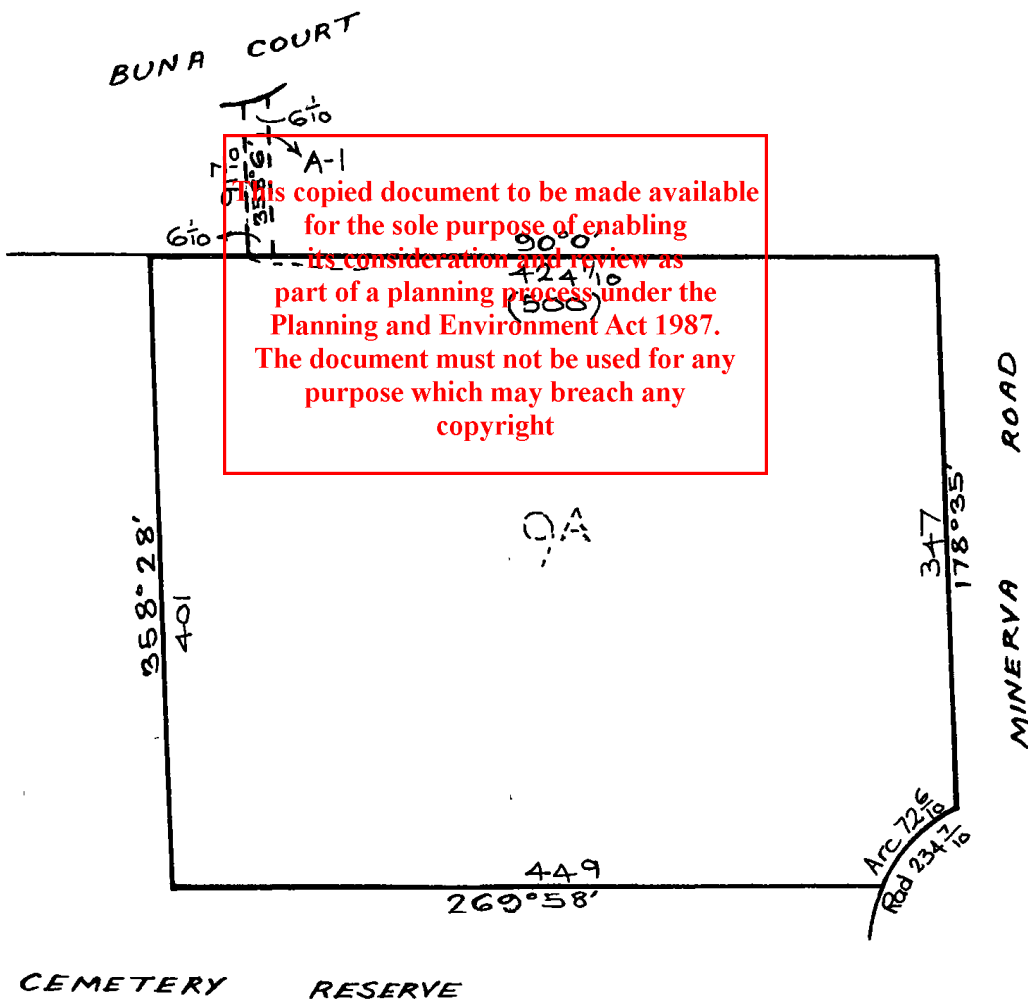 BUNA COURT
6 1/10
A-1
358°6'
6 1/10
This copied document to be made available
for the sole purpose of enabling
its consideration and review as
part of a planning process under the
Planning and Environment Act 1987.
The document must not be used for any
purpose which may breach any
copyright
90°0'
424 7/10
(500)
9A
358°28'
401
347
178°35'
MINERVA ROAD
Arc 72 6/10
Rad 234 7/10
449
269°58'
CEMETERY RESERVE